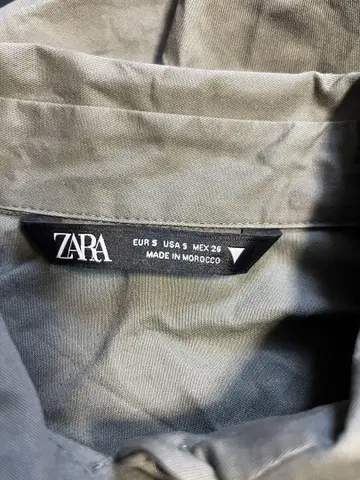 ZARA
EUR S USA S MEX 26
MADE IN MOROCCO